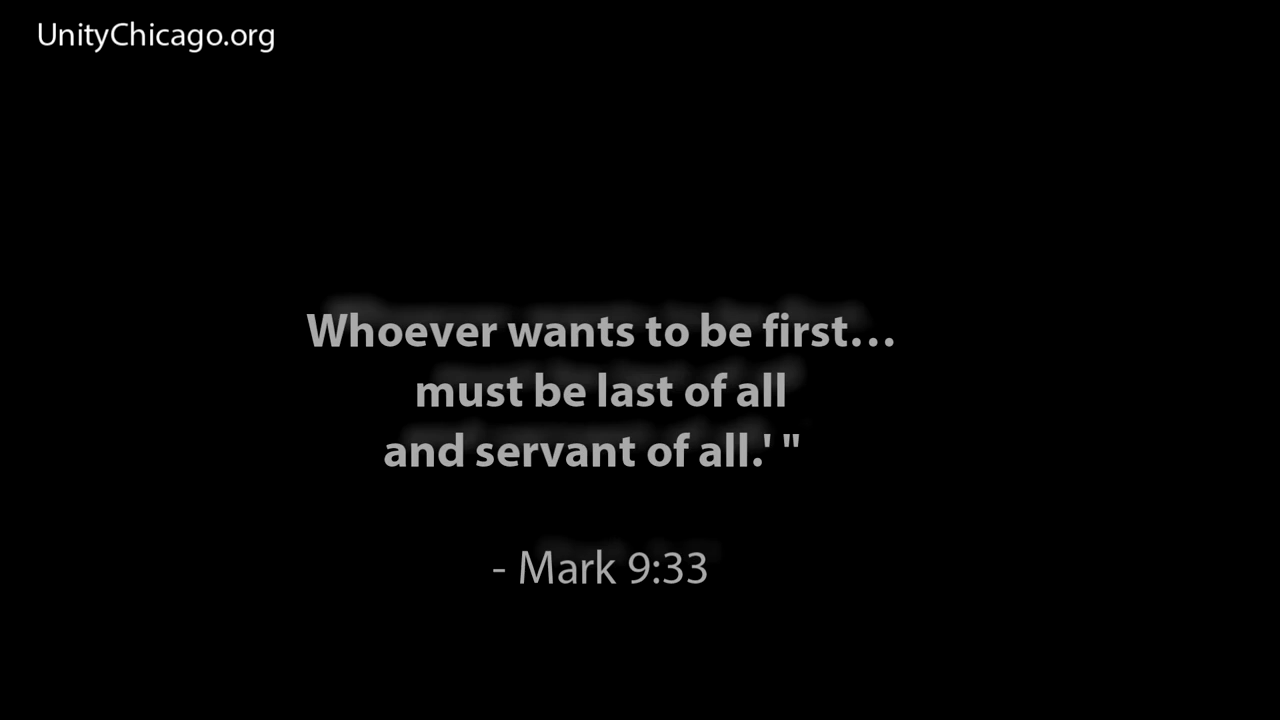 UnityChicago.org
Whoever wants to be first…
must be last of all
and servant of all.' "
- Mark 9:33